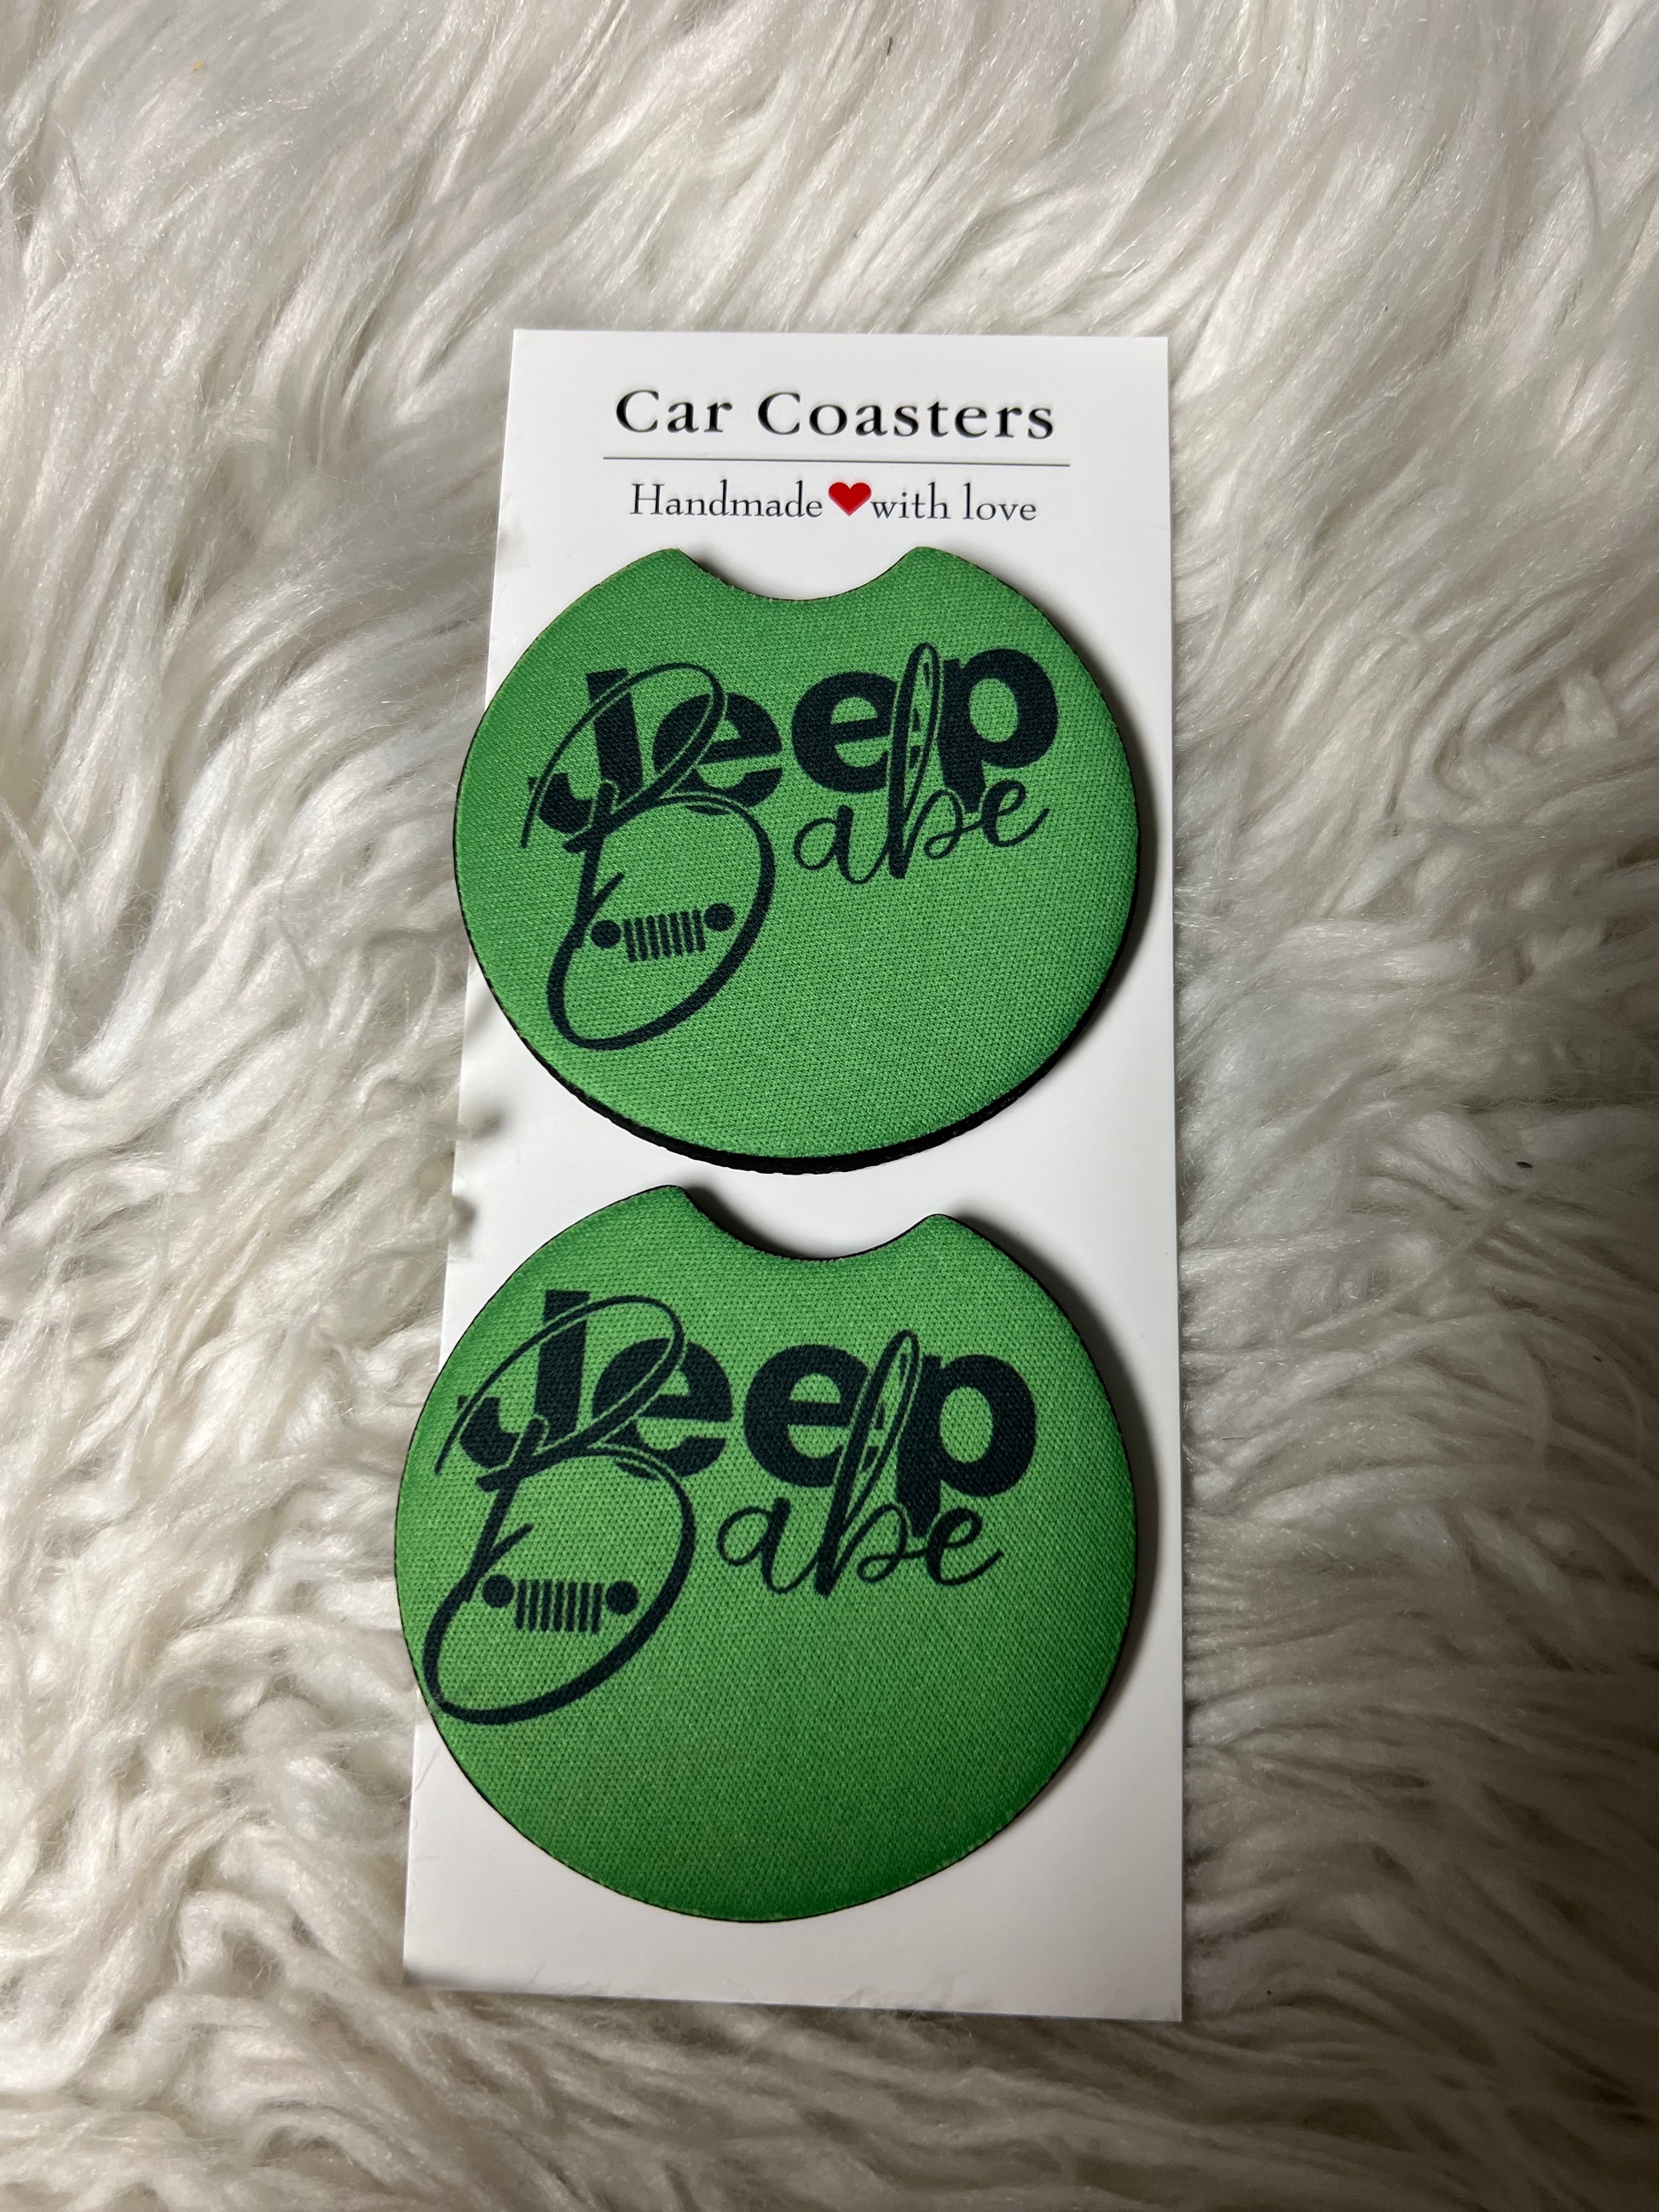 Car Coasters
Handmade ❤ with love
Jeep
Babe
Jeep
Babe